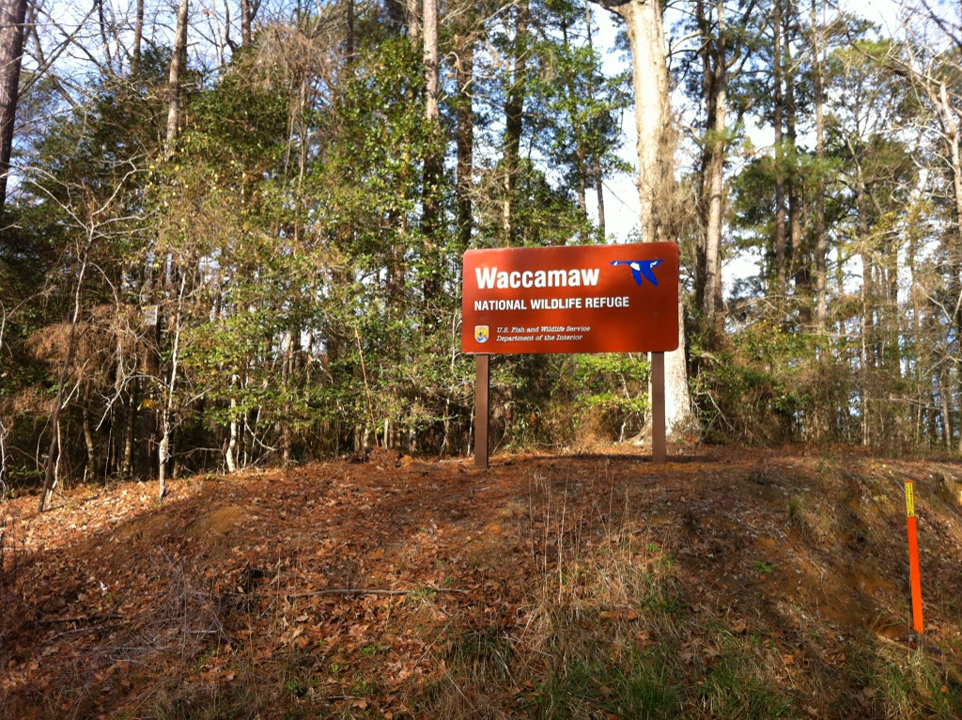 Waccamaw
NATIONAL WILDLIFE REFUGE
U.S. Fish and Wildlife Service
Department of the Interior